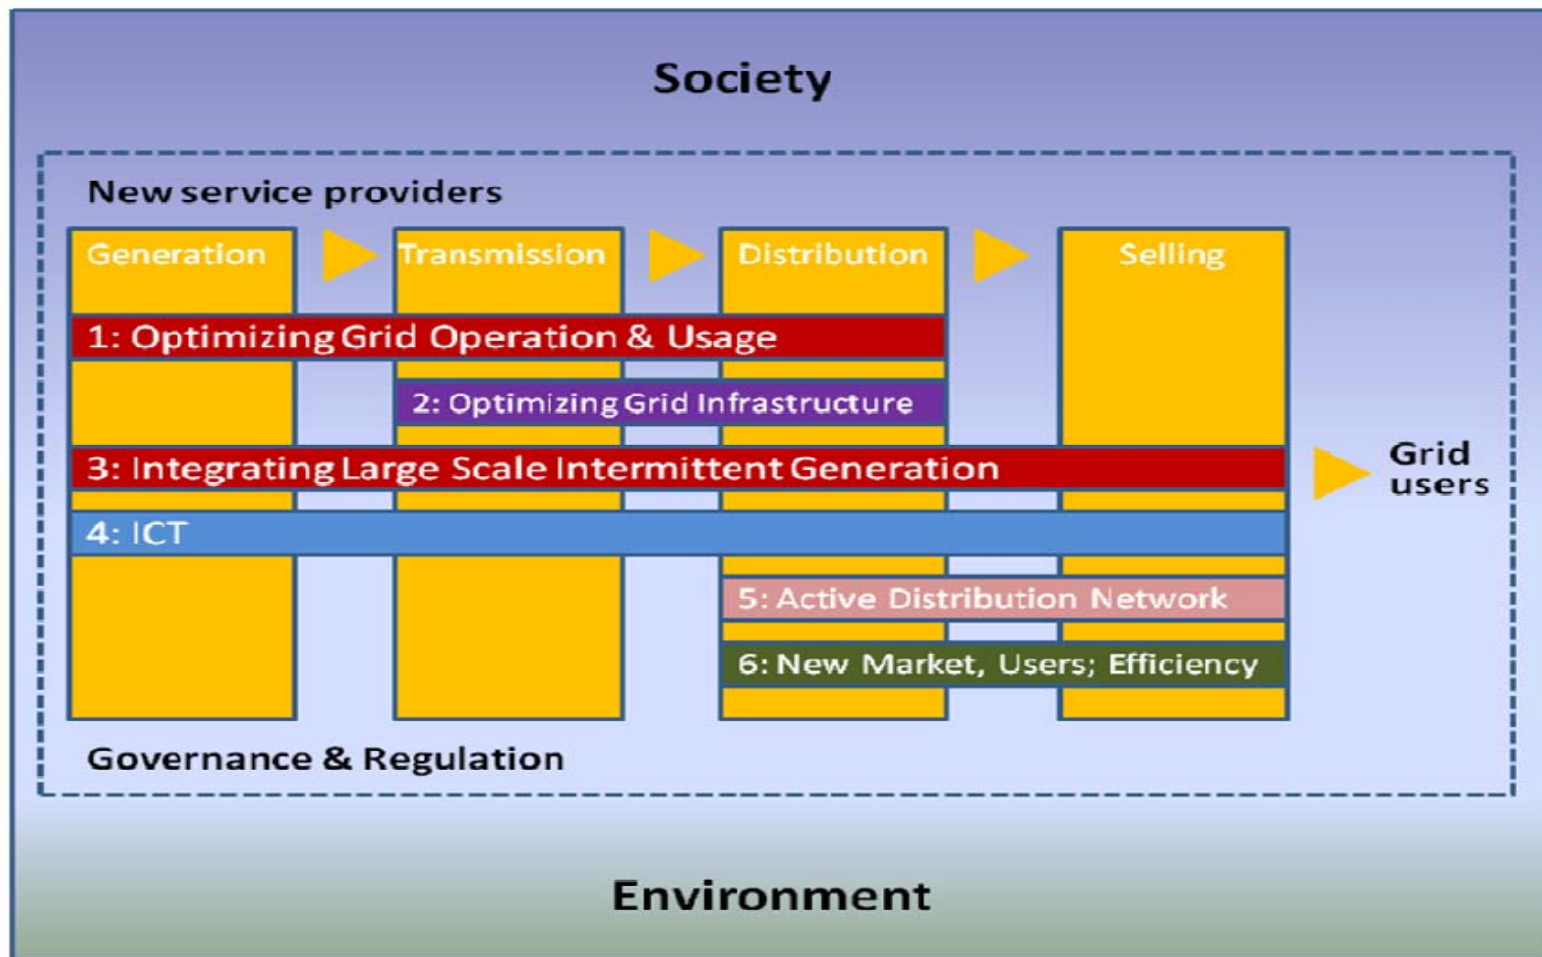 Society
New service providers
Generation
Transmission
Distribution
Selling
1: Optimizing Grid Operation & Usage
2: Optimizing Grid Infrastructure
3: Integrating Large Scale Intermittent Generation
Grid
users
4: ICT
5: Active Distribution Network
6: New Market, Users; Efficiency
Governance & Regulation
Environment